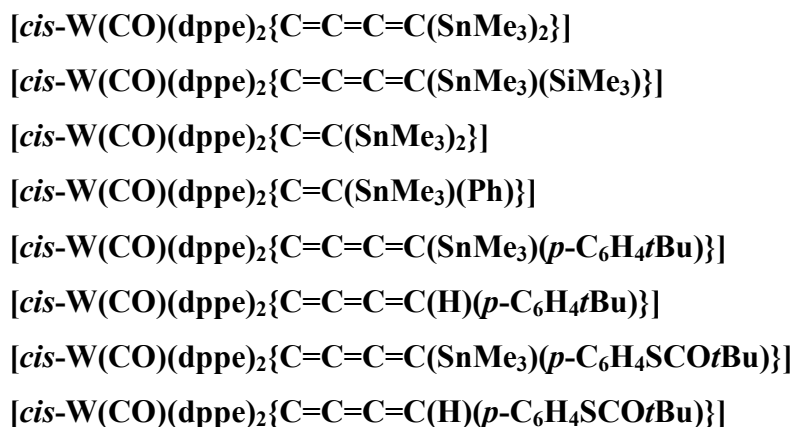 [cis-W(CO)(dppe)₂{C=C=C=C(SnMe₃)₂}]
[cis-W(CO)(dppe)₂{C=C=C=C(SnMe₃)(SiMe₃)}]
[cis-W(CO)(dppe)₂{C=C(SnMe₃)₂}]
[cis-W(CO)(dppe)₂{C=C(SnMe₃)(Ph)}]
[cis-W(CO)(dppe)₂{C=C=C=C(SnMe₃)(p-C₆H₄tBu)}]
[cis-W(CO)(dppe)₂{C=C=C=C(H)(p-C₆H₄tBu)}]
[cis-W(CO)(dppe)₂{C=C=C=C(SnMe₃)(p-C₆H₄SCOtBu)}]
[cis-W(CO)(dppe)₂{C=C=C=C(H)(p-C₆H₄SCOtBu)}]